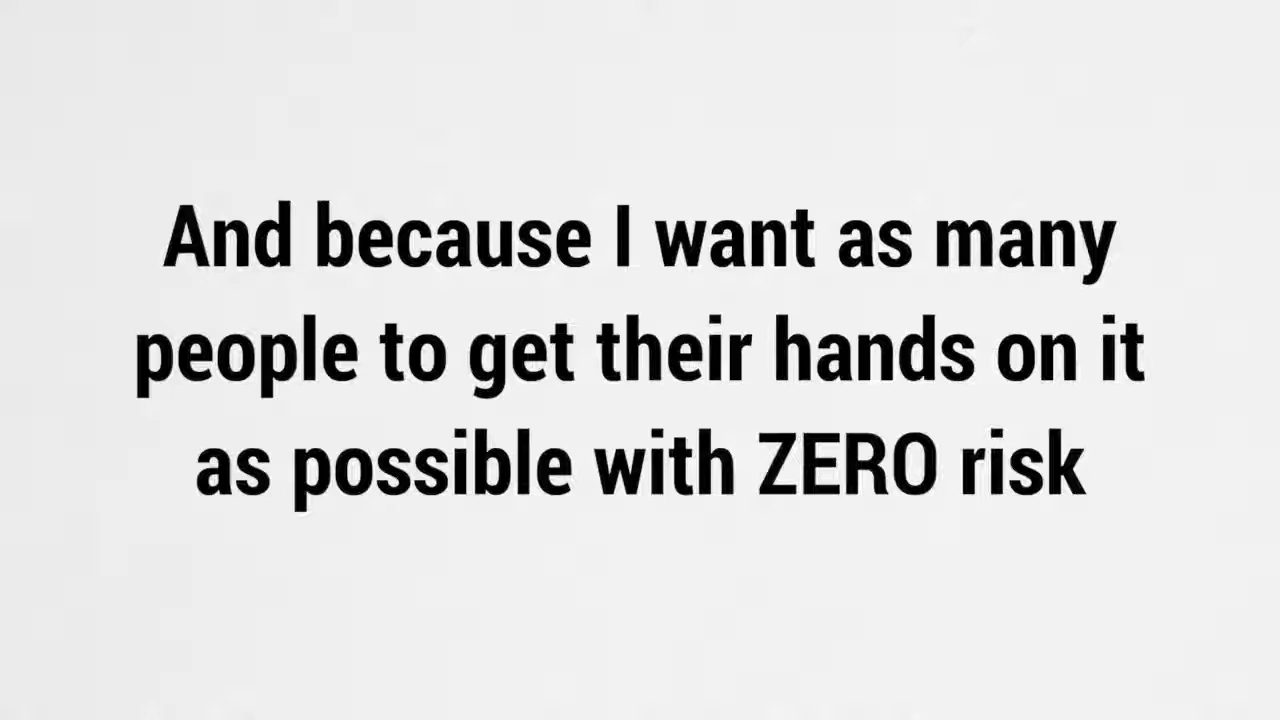 And because I want as many
people to get their hands on it
as possible with ZERO risk